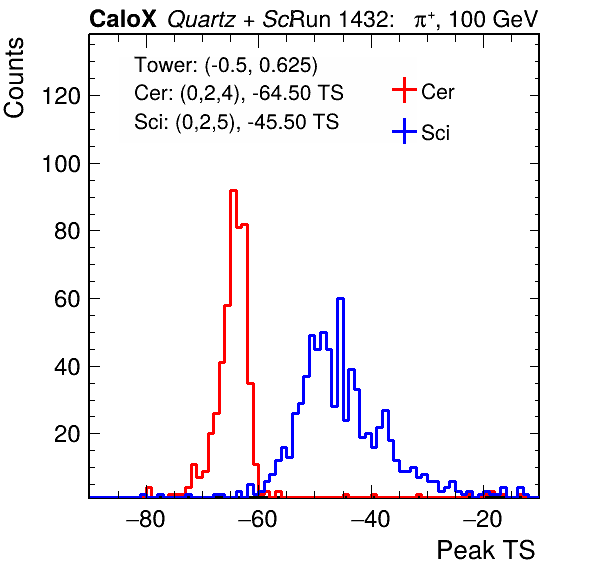 CaloX Quartz + ScRun 1432: π⁺, 100 GeV
Counts
Tower: (-0.5, 0.625)
Cer: (0,2,4), -64.50 TS
Sci: (0,2,5), -45.50 TS
Cer
Sci
120
100
80
60
40
20
−80 −60 −40 −20
Peak TS